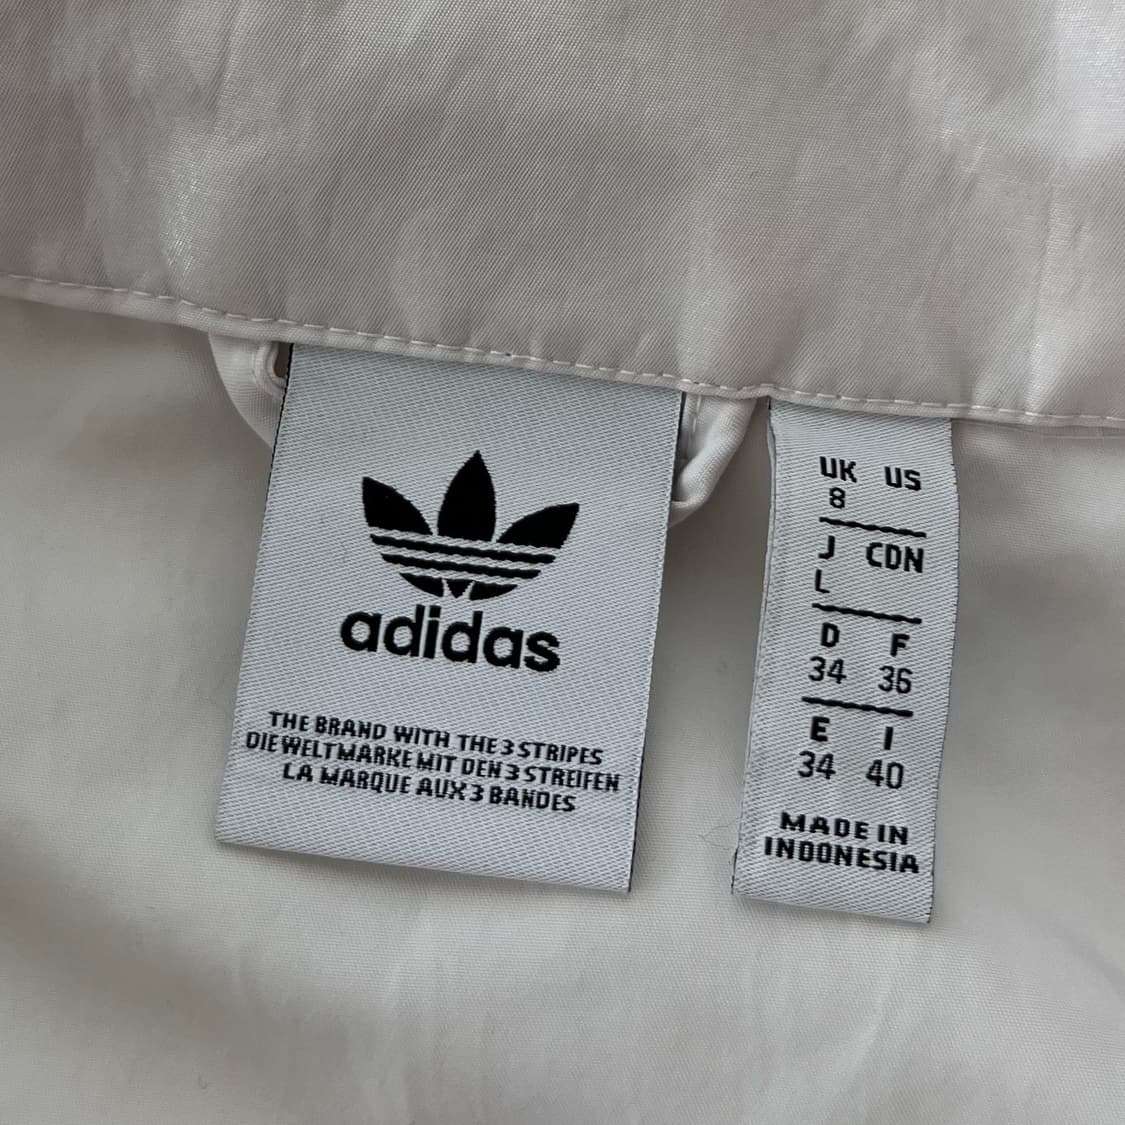 adidas
THE BRAND WITH THE 3 STRIPES
DIE WELTMARKE MIT DEN 3 STREIFEN
LA MARQUE AUX 3 BANDES
UK US
8
J CDN
L
D F
34 36
E I
34 40
MADE IN
INDONESIA